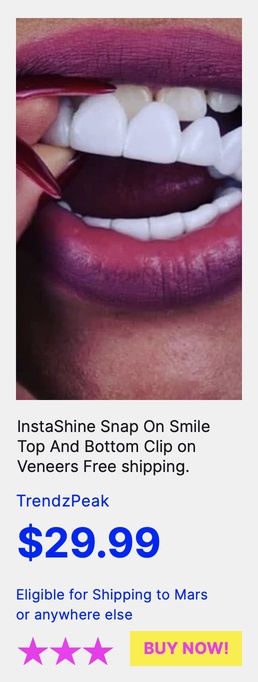 InstaShine Snap On Smile
Top And Bottom Clip on
Veneers Free shipping.
TrendzPeak
$29.99
Eligible for Shipping to Mars
or anywhere else
BUY NOW!